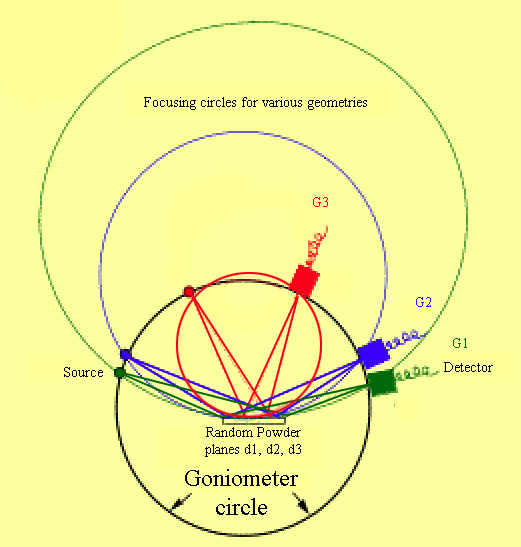 Focusing circles for various geometries
G3
G2
G1
Source
Detector
Random Powder
planes d1, d2, d3
Goniometer
circle